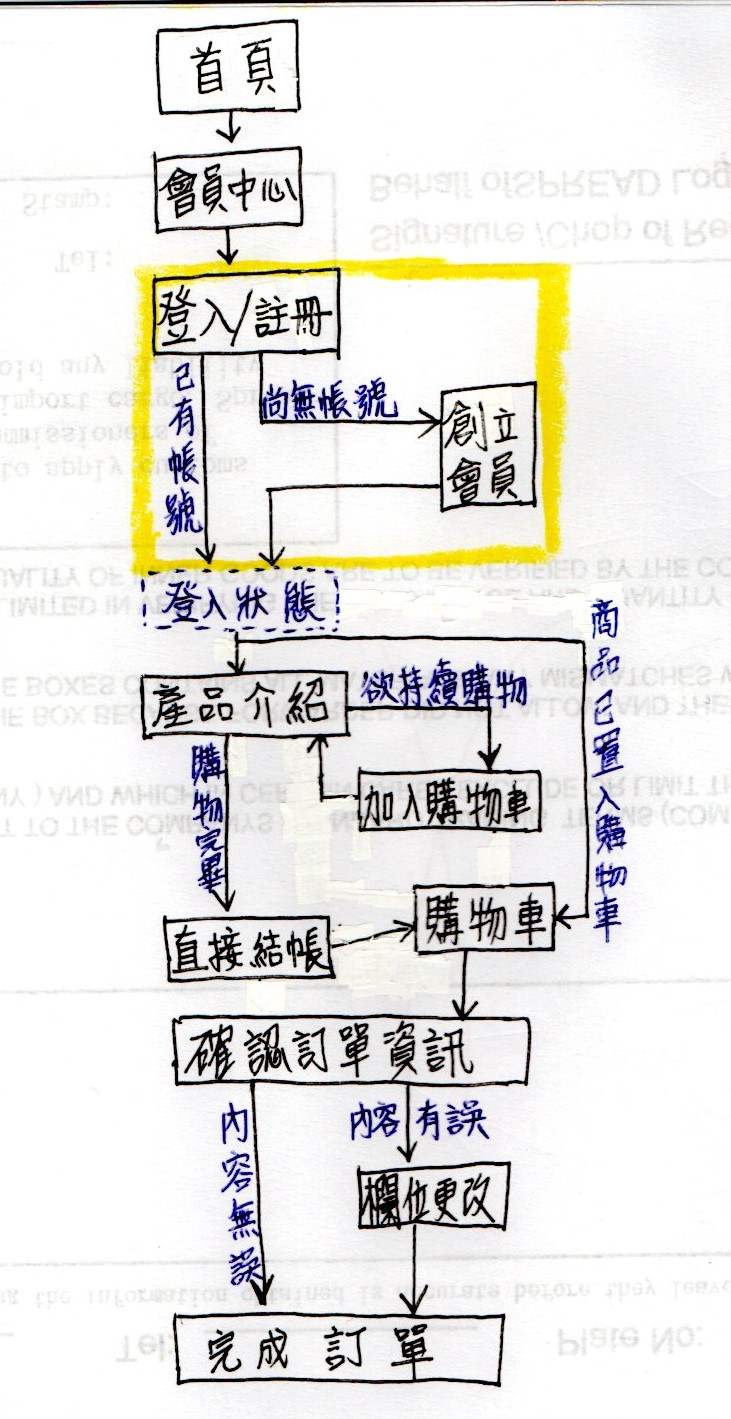 首頁
會員中心
登入/註冊
已有帳號
尚無帳號
創立
會員
登入狀態
商品已置入購物車
產品介紹
欲持續購物
加入購物車
購物完畢
直接結帳
購物車
確認訂單資訊
內容無誤
內容有誤
欄位更改
完成訂單